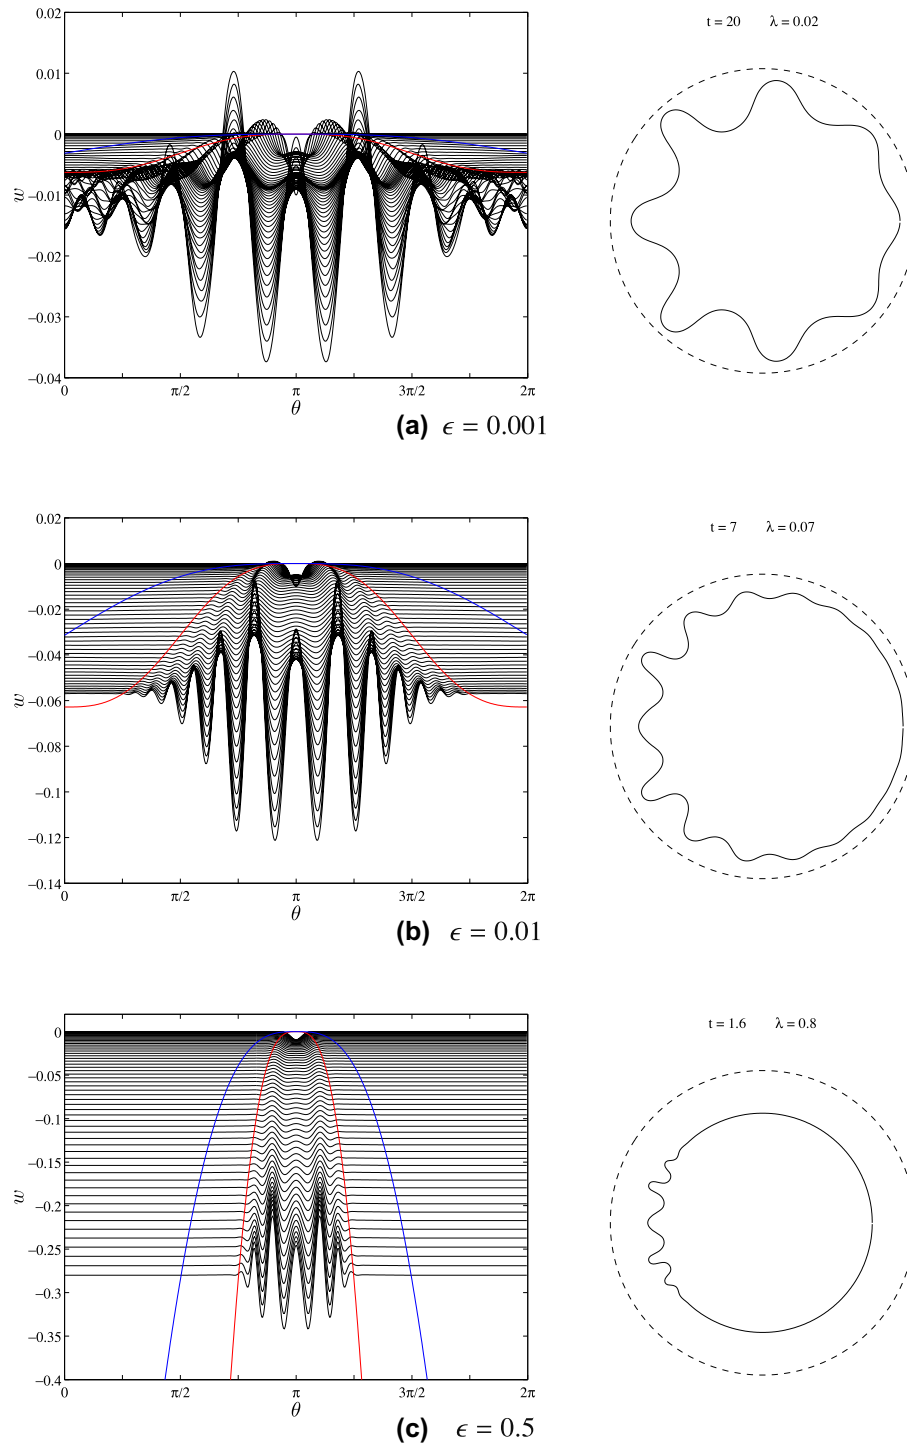 0.02
0.01
0
−0.01
−0.02
−0.03
−0.04
w
0
π/2
π
3π/2
2π
θ
t = 20 λ = 0.02
(a) ϵ = 0.001
0.02
0
−0.02
−0.04
−0.06
−0.08
−0.1
−0.12
−0.14
w
0
π/2
π
3π/2
2π
θ
t = 7 λ = 0.07
(b) ϵ = 0.01
0
−0.05
−0.1
−0.15
−0.2
−0.25
−0.3
−0.35
−0.4
w
0
π/2
π
3π/2
2π
θ
t = 1.6 λ = 0.8
(c) ϵ = 0.5